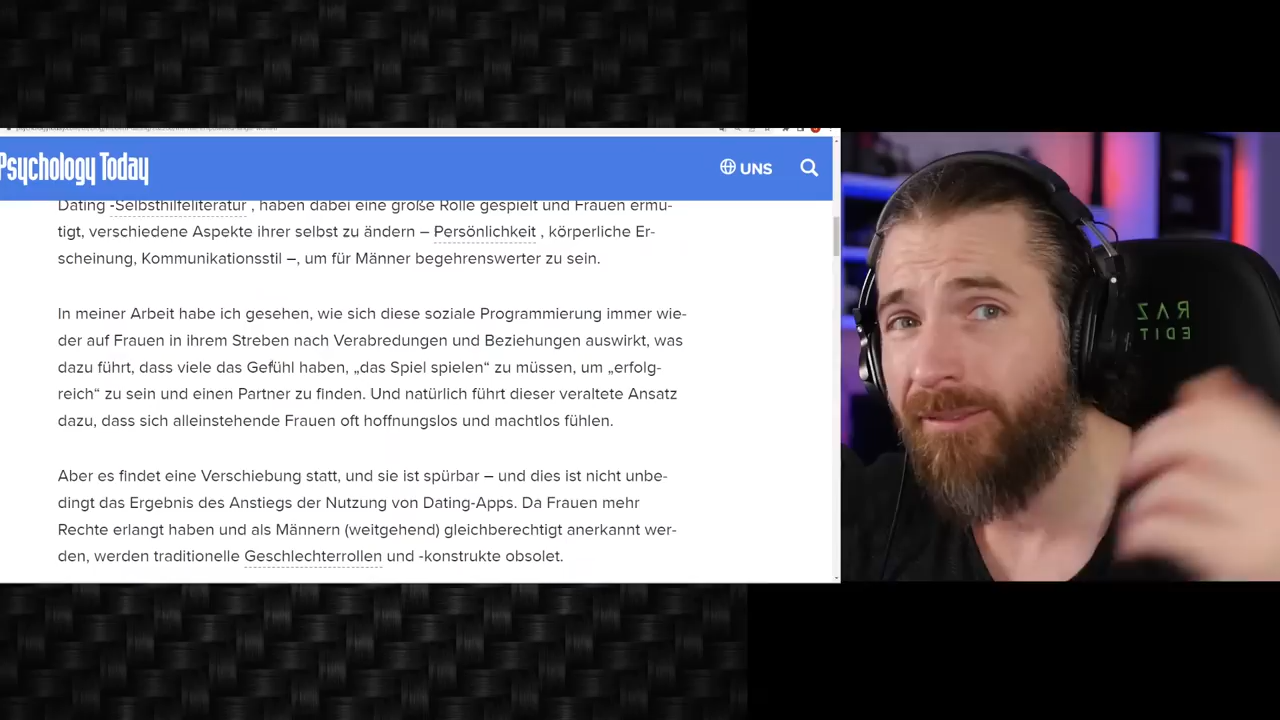 Psychology Today
UNS
Dating -Selbsthilfeliteratur , haben dabei eine große Rolle gespielt und Frauen ermu-
tigt, verschiedene Aspekte ihrer selbst zu ändern – Persönlichkeit , körperliche Er-
scheinung, Kommunikationsstil –, um für Männer begehrenswerter zu sein.
In meiner Arbeit habe ich gesehen, wie sich diese soziale Programmierung immer wie-
der auf Frauen in ihrem Streben nach Verabredungen und Beziehungen auswirkt, was
dazu führt, dass viele das Gefühl haben, „das Spiel spielen“ zu müssen, um „erfolg-
reich“ zu sein und einen Partner zu finden. Und natürlich führt dieser veraltete Ansatz
dazu, dass sich alleinstehende Frauen oft hoffnungslos und machtlos fühlen.
Aber es findet eine Verschiebung statt, und sie ist spürbar – und dies ist nicht unbe-
dingt das Ergebnis des Anstiegs der Nutzung von Dating-Apps. Da Frauen mehr
Rechte erlangt haben und als Männern (weitgehend) gleichberechtigt anerkannt wer-
den, werden traditionelle Geschlechterrollen und -konstrukte obsolet.
RAZ
EDIT